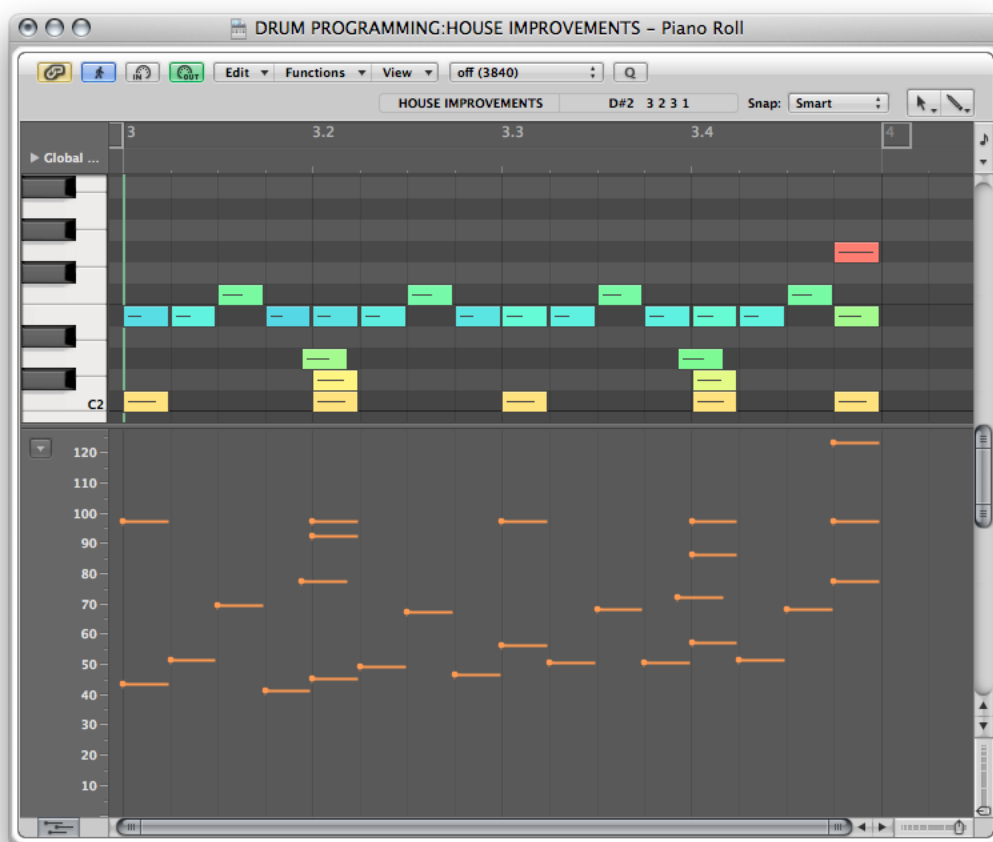 DRUM PROGRAMMING:HOUSE IMPROVEMENTS – Piano Roll
IN OUT Edit Functions View off (3840) Q
HOUSE IMPROVEMENTS D#2 3 2 3 1 Snap: Smart
3 3.2 3.3 3.4 4
Global ...
C2
120
110
100
90
80
70
60
50
40
30
20
10